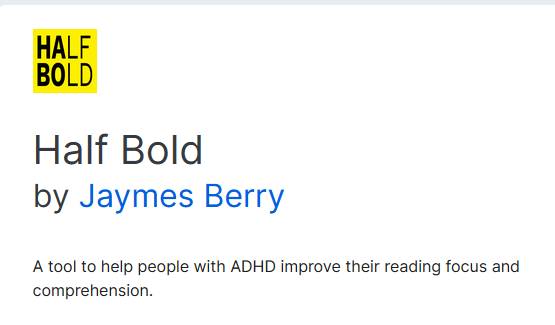 HALF
BOLD
Half Bold
by Jaymes Berry
A tool to help people with ADHD improve their reading focus and
comprehension.